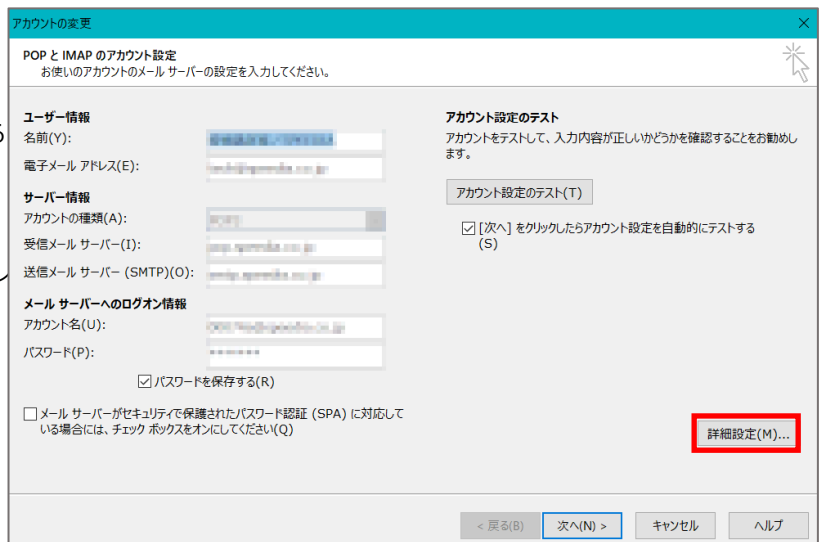 アカウントの変更
POP と IMAP のアカウント設定
お使いのアカウントのメール サーバーの設定を入力してください。
ユーザー情報
名前(Y):
電子メール アドレス(E):
サーバー情報
アカウントの種類(A):
受信メール サーバー(I):
送信メール サーバー (SMTP)(O):
メール サーバーへのログオン情報
アカウント名(U):
パスワード(P):
*******
パスワードを保存する(R)
メール サーバーがセキュリティで保護されたパスワード認証 (SPA) に対応して
いる場合には、チェック ボックスをオンにしてください(Q)
アカウント設定のテスト
アカウントをテストして、入力内容が正しいかどうかを確認することをお勧めし
ます。
アカウント設定のテスト(T)
[次へ] をクリックしたらアカウント設定を自動的にテストする
(S)
詳細設定(M)...
< 戻る(B)
次へ(N) >
キャンセル
ヘルプ